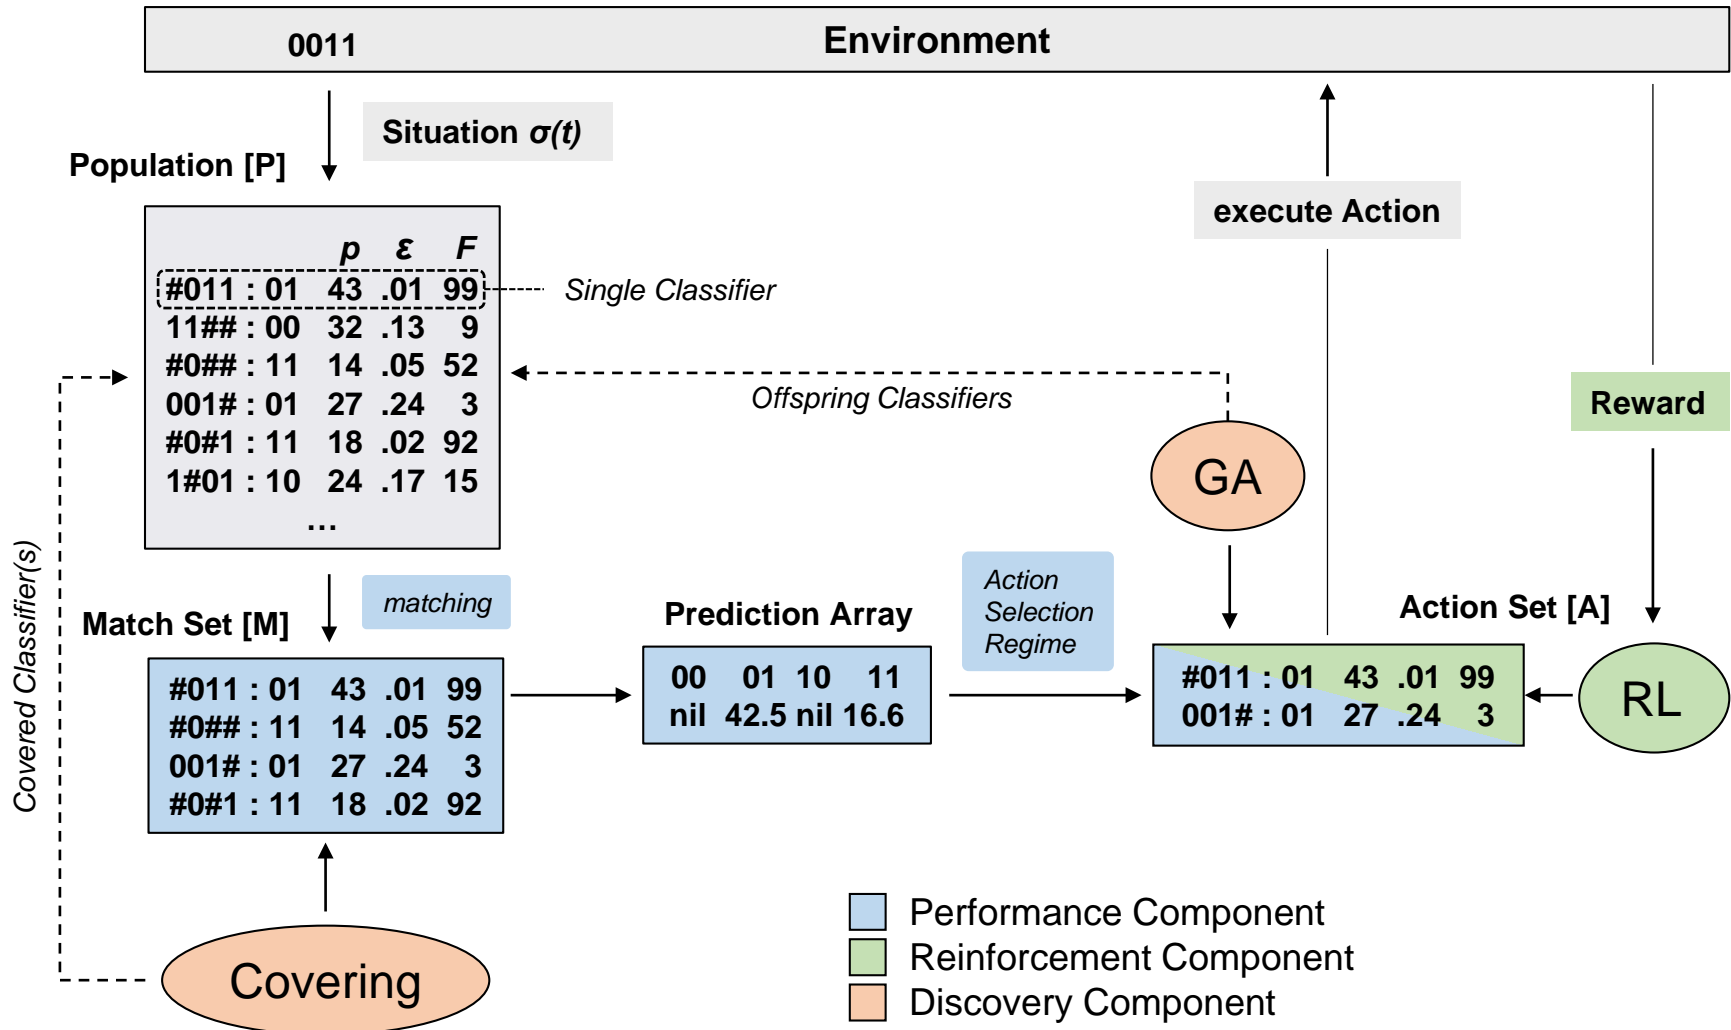 Environment
0011
Situation σ(t)
Population [P]
p ε F
#011 : 01 43 .01 99
11## : 00 32 .13 9
#0## : 11 14 .05 52
001# : 01 27 .24 3
#0#1 : 11 18 .02 92
1#01 : 10 24 .17 15
...
Single Classifier
Offspring Classifiers
execute Action
Reward
GA
Covered Classifier(s)
matching
Match Set [M]
#011 : 01 43 .01 99
#0## : 11 14 .05 52
001# : 01 27 .24 3
#0#1 : 11 18 .02 92
Prediction Array
00 01 10 11
nil 42.5 nil 16.6
Action
Selection
Regime
Action Set [A]
#011 : 01 43 .01 99
001# : 01 27 .24 3
RL
Covering
Performance Component
Reinforcement Component
Discovery Component